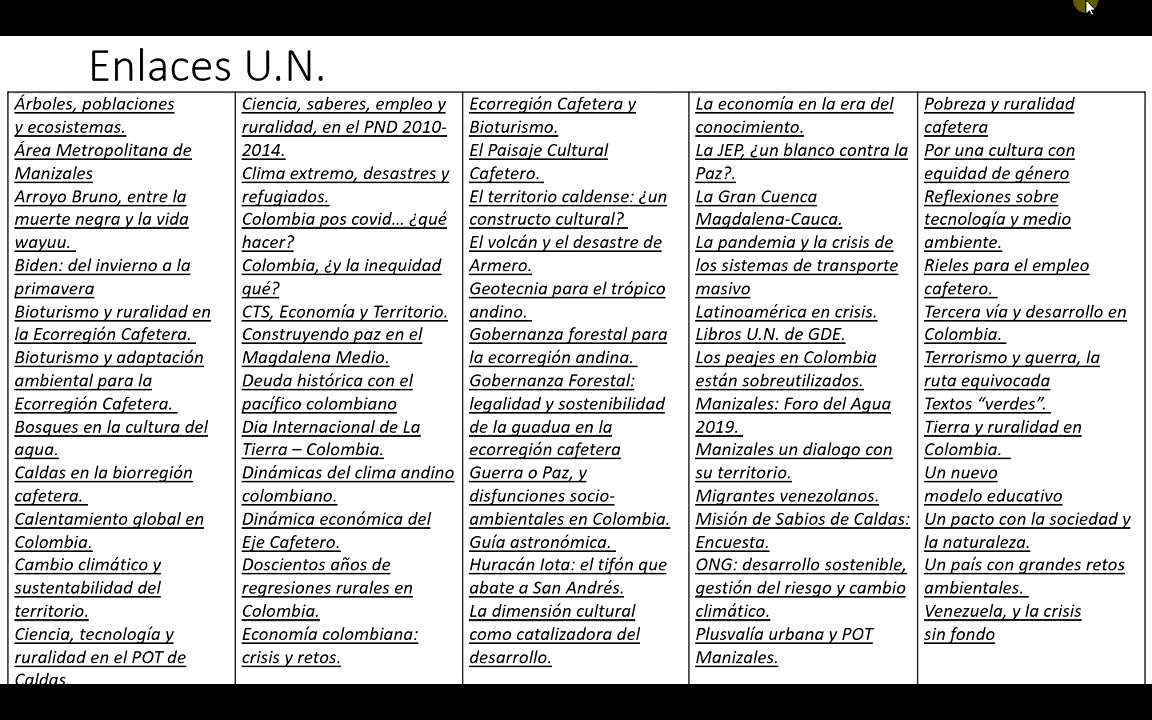 Enlaces U.N.
Árboles, poblaciones
y ecosistemas.
Área Metropolitana de
Manizales
Arroyo Bruno, entre la
muerte negra y la vida
wayuu.
Biden: del invierno a la
primavera
Bioturismo y ruralidad en
la Ecorregión Cafetera.
Bioturismo y adaptación
ambiental para la
Ecorregión Cafetera.
Bosques en la cultura del
agua.
Caldas en la biorregión
cafetera.
Calentamiento global en
Colombia.
Cambio climático y
sustentabilidad del
territorio.
Ciencia, tecnología y
ruralidad en el POT de
Caldas.
Ciencia, saberes, empleo y
ruralidad, en el PND 2010-
2014.
Clima extremo, desastres y
refugiados.
Colombia pos covid... ¿qué
hacer?
Colombia, ¿y la inequidad
qué?
CTS, Economía y Territorio.
Construyendo paz en el
Magdalena Medio.
Deuda histórica con el
pacífico colombiano
Dia Internacional de La
Tierra – Colombia.
Dinámicas del clima andino
colombiano.
Dinámica económica del
Eje Cafetero.
Doscientos años de
regresiones rurales en
Colombia.
Economía colombiana:
crisis y retos.
Ecorregión Cafetera y
Bioturismo.
El Paisaje Cultural
Cafetero.
El territorio caldense: ¿un
constructo cultural?
El volcán y el desastre de
Armero.
Geotecnia para el trópico
andino.
Gobernanza forestal para
la ecorregión andina.
Gobernanza Forestal:
legalidad y sostenibilidad
de la guadua en la
ecorregión cafetera
Guerra o Paz, y
disfunciones socio-
ambientales en Colombia.
Guía astronómica.
Huracán Iota: el tifón que
abate a San Andrés.
La dimensión cultural
como catalizadora del
desarrollo.
La economía en la era del
conocimiento.
La JEP, ¿un blanco contra la
Paz?.
La Gran Cuenca
Magdalena-Cauca.
La pandemia y la crisis de
los sistemas de transporte
masivo
Latinoamérica en crisis.
Libros U.N. de GDE.
Los peajes en Colombia
están sobreutilizados.
Manizales: Foro del Agua
2019.
Manizales un dialogo con
su territorio.
Migrantes venezolanos.
Misión de Sabios de Caldas:
Encuesta.
ONG: desarrollo sostenible,
gestión del riesgo y cambio
climático.
Plusvalía urbana y POT
Manizales.
Pobreza y ruralidad
cafetera
Por una cultura con
equidad de género
Reflexiones sobre
tecnología y medio
ambiente.
Rieles para el empleo
cafetero.
Tercera vía y desarrollo en
Colombia.
Terrorismo y guerra, la
ruta equivocada
Textos “verdes”.
Tierra y ruralidad en
Colombia.
Un nuevo
modelo educativo
Un pacto con la sociedad y
la naturaleza.
Un país con grandes retos
ambientales.
Venezuela, y la crisis
sin fondo